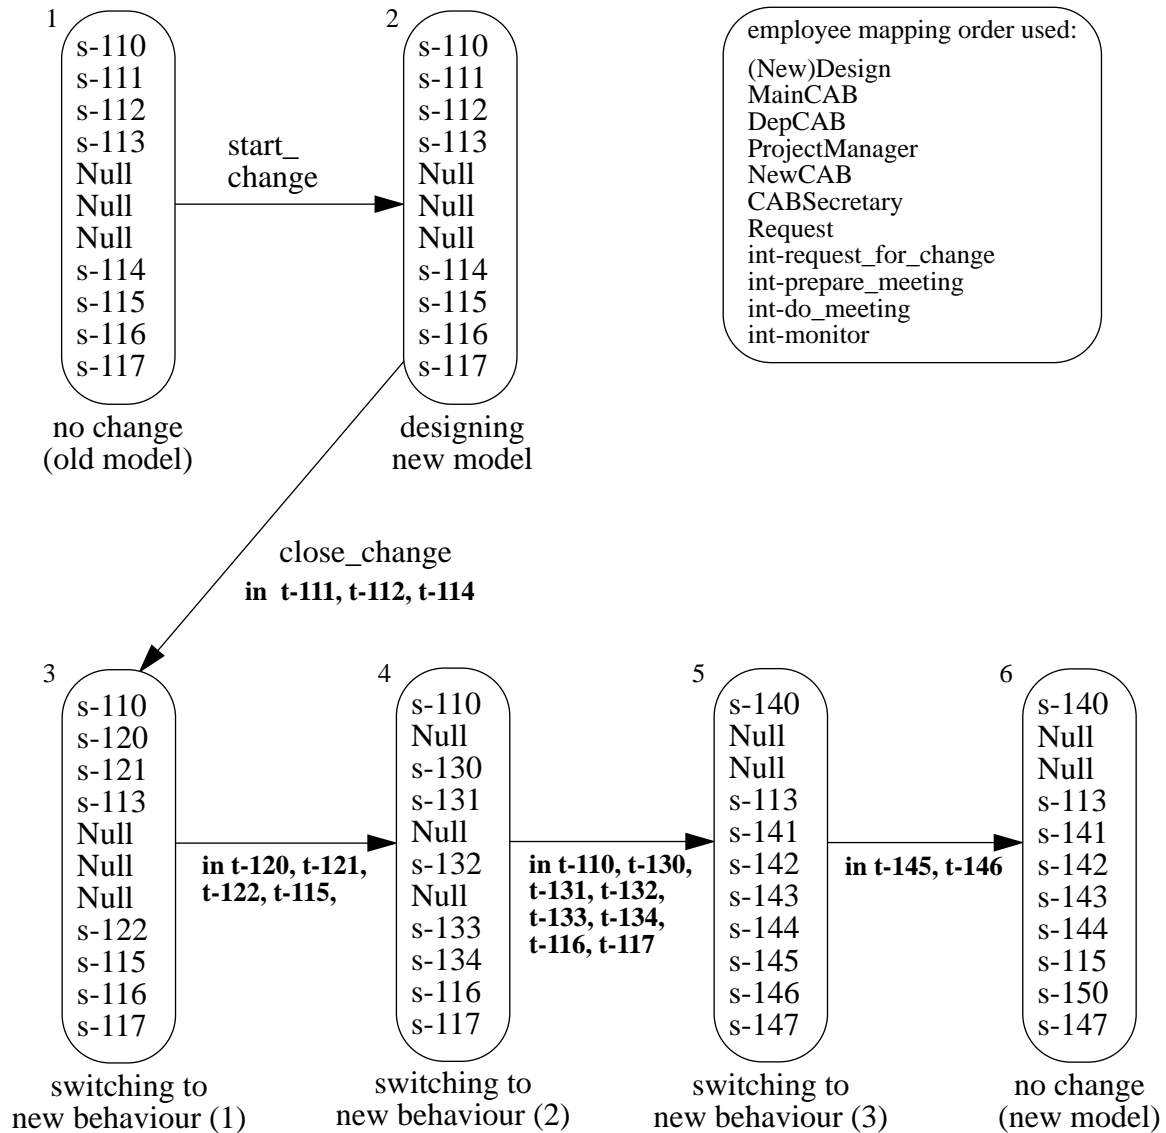 1
s-110
s-111
s-112
s-113
Null
Null
Null
s-114
s-115
s-116
s-117
no change
(old model)
start_
change
2
s-110
s-111
s-112
s-113
Null
Null
Null
s-114
s-115
s-116
s-117
designing
new model
employee mapping order used:
(New)Design
MainCAB
DepCAB
ProjectManager
NewCAB
CABSecretary
Request
int-request_for_change
int-prepare_meeting
int-do_meeting
int-monitor
close_change
in t-111, t-112, t-114
3
s-110
s-120
s-121
s-113
Null
Null
Null
s-122
s-115
s-116
s-117
switching to
new behaviour (1)
in t-120, t-121,
t-122, t-115,
4
s-110
Null
s-130
s-131
Null
s-132
Null
s-133
s-134
s-116
s-117
switching to
new behaviour (2)
in t-110, t-130,
t-131, t-132,
t-133, t-134,
t-116, t-117
5
s-140
Null
Null
s-113
s-141
s-142
s-143
s-144
s-145
s-146
s-147
switching to
new behaviour (3)
in t-145, t-146
6
s-140
Null
Null
s-113
s-141
s-142
s-143
s-144
s-115
s-150
s-147
no change
(new model)